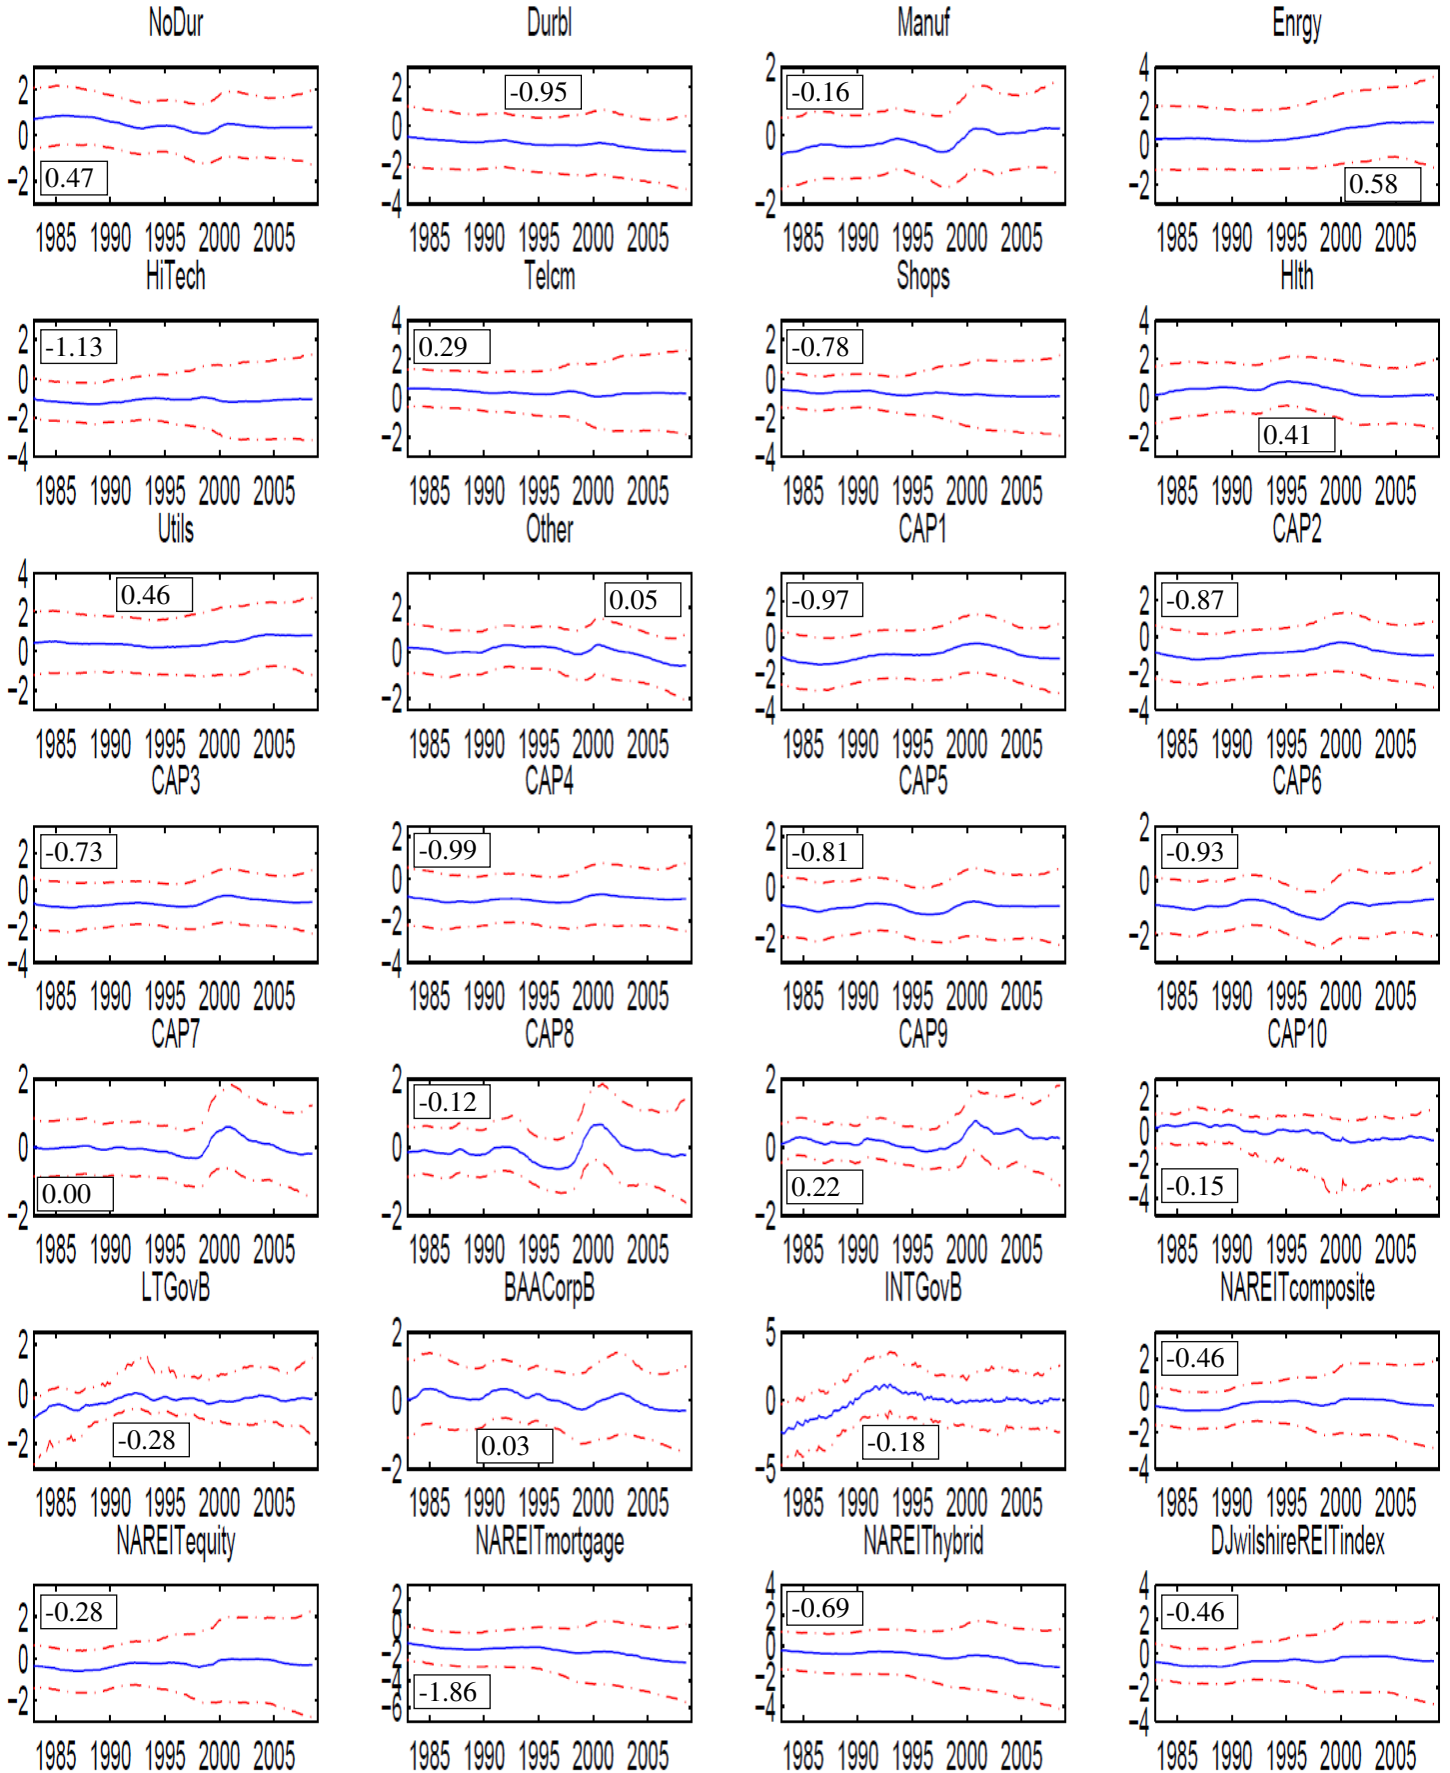 NoDur Durbl Manuf Enrgy
2 0 −2 0.47
2 0 −2 −4 -0.95
2 0 −2 -0.16
4 2 0 −2 0.58
1985 1990 1995 2000 2005 1985 1990 1995 2000 2005 1985 1990 1995 2000 2005 1985 1990 1995 2000 2005
HiTech Telcm Shops Hlth
2 0 −2 −4 -1.13
4 2 0 −2 0.29
2 0 −2 −4 -0.78
4 2 0 −2 0.41
1985 1990 1995 2000 2005 1985 1990 1995 2000 2005 1985 1990 1995 2000 2005 1985 1990 1995 2000 2005
Utils Other CAP1 CAP2
4 2 0 −2 0.46
2 0 −2 0.05
2 0 −2 −4 -0.97
2 0 −2 −4 -0.87
1985 1990 1995 2000 2005 1985 1990 1995 2000 2005 1985 1990 1995 2000 2005 1985 1990 1995 2000 2005
CAP3 CAP4 CAP5 CAP6
2 0 −2 −4 -0.73
2 0 −2 −4 -0.99
2 0 −2 -0.81
2 0 −2 -0.93
1985 1990 1995 2000 2005 1985 1990 1995 2000 2005 1985 1990 1995 2000 2005 1985 1990 1995 2000 2005
CAP7 CAP8 CAP9 CAP10
2 0 −2 0.00
2 0 −2 -0.12
2 0 −2 0.22
2 0 −2 −4 -0.15
1985 1990 1995 2000 2005 1985 1990 1995 2000 2005 1985 1990 1995 2000 2005 1985 1990 1995 2000 2005
LTGovB BAACorpB INTGovB NAREITcomposite
2 0 −2 -0.28
2 0 −2 0.03
5 0 −5 -0.18
2 0 −2 −4 -0.46
1985 1990 1995 2000 2005 1985 1990 1995 2000 2005 1985 1990 1995 2000 2005 1985 1990 1995 2000 2005
NAREITequity NAREITmortgage NAREIThybrid DJwilshireREITindex
2 0 −2 -0.28
2 0 −2 −4 −6 -1.86
4 2 0 −2 −4 -0.69
4 2 0 −2 −4 -0.46
1985 1990 1995 2000 2005 1985 1990 1995 2000 2005 1985 1990 1995 2000 2005 1985 1990 1995 2000 2005